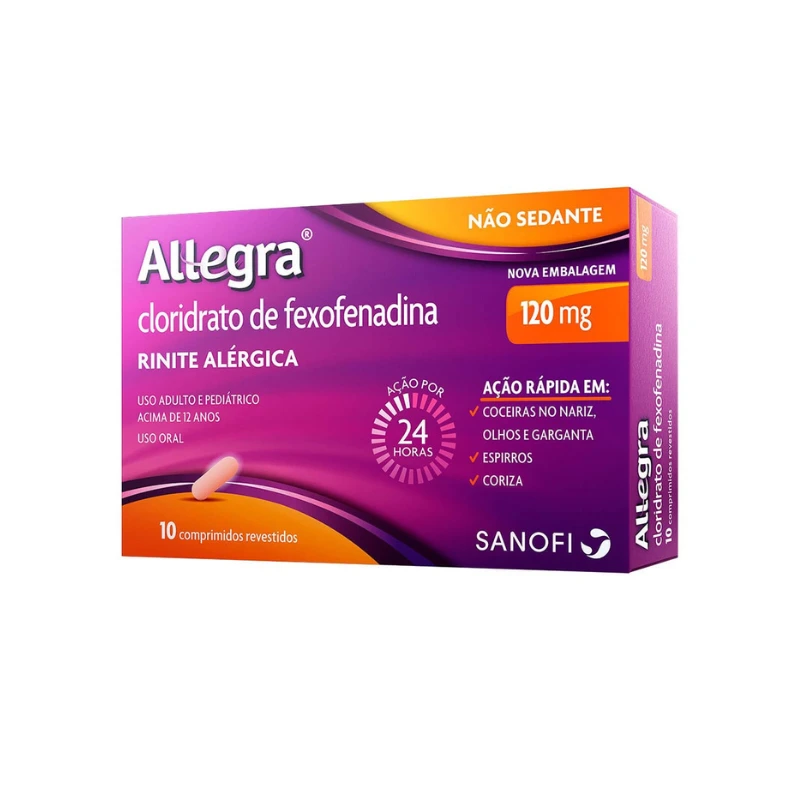 NÃO SEDANTE
Allegra®
cloridrato de fexofenadina
RINITE ALÉRGICA
NOVA EMBALAGEM
120 mg
USO ADULTO E PEDIÁTRICO
ACIMA DE 12 ANOS
USO ORAL
AÇÃO POR
24
HORAS
AÇÃO RÁPIDA EM:
COCEIRAS NO NARIZ,
OLHOS E GARGANTA
ESPIRROS
CORIZA
10 comprimidos revestidos
SANOFI
120 mg
Allegra
cloridrato de fexofenadina
10 comprimidos revestidos